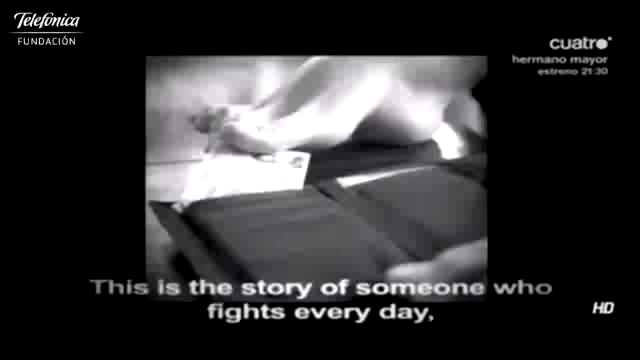 Telefónica
FUNDACIÓN
cuatro
hermano mayor
estreno 21:30
This is the story of someone who
fights every day,
HD